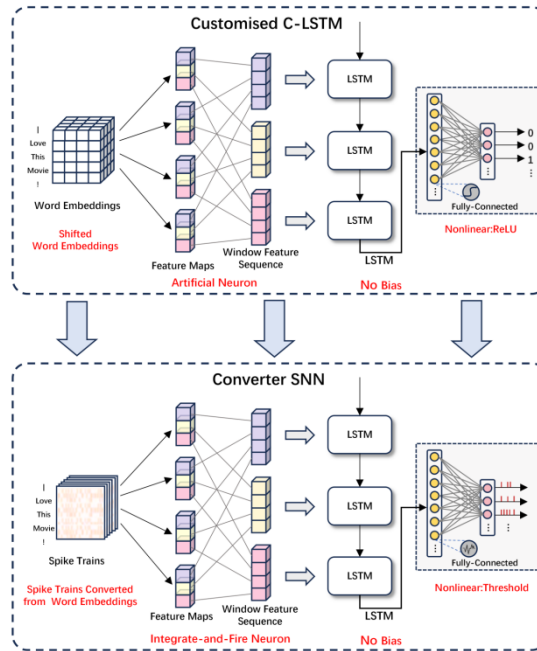 Customised C-LSTM
I
Love
This
Movie
!
Word Embeddings
Shifted
Word Embeddings
Feature Maps
Window Feature
Sequence
Artificial Neuron
LSTM
LSTM
LSTM
LSTM
No Bias
0
0
1
Fully-Connected
Nonlinear:ReLU
Converter SNN
I
Love
This
Movie
!
Spike Trains
Spike Trains Converted
from Word Embeddings
Feature Maps
Window Feature
Sequence
Integrate-and-Fire Neuron
LSTM
LSTM
LSTM
LSTM
No Bias
Fully-Connected
Nonlinear:Threshold